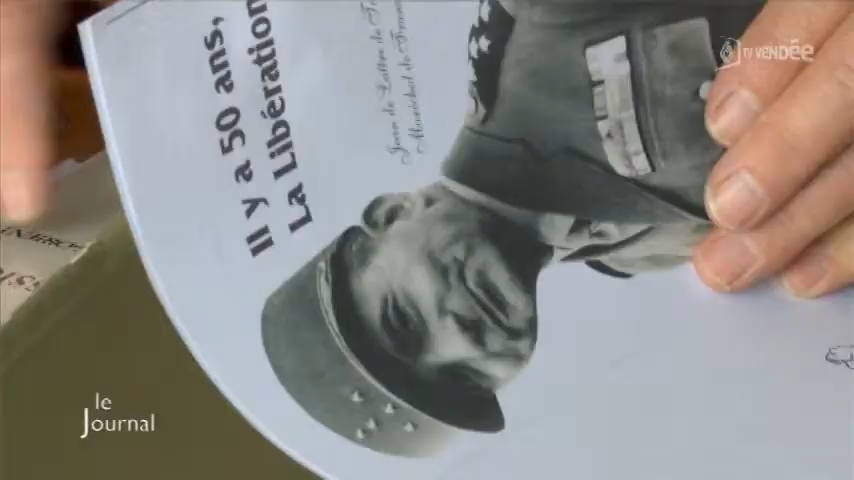 TV VENDÉE
Il y a 50 ans,
La Libération
Jean de Lattre de
Maréchal de France
le
Journal